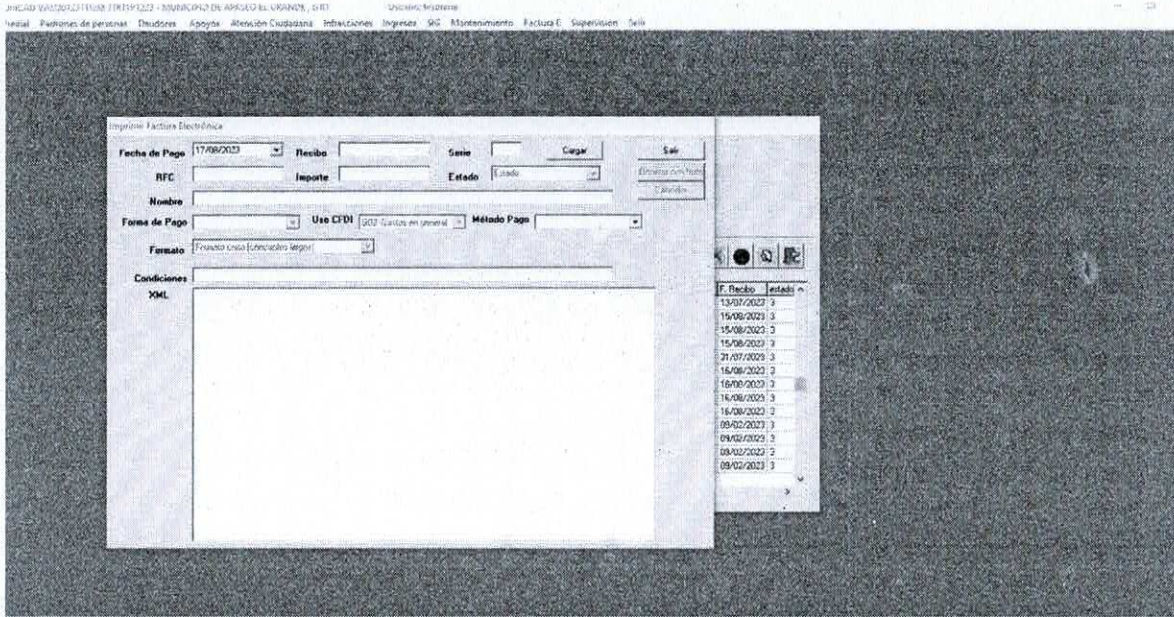 MUNICIPIO DE APASEO EL GRANDE, GTO
Padrones de personas Deudores Apoyos Atención Ciudadana Infracciones Ingresos SIG Mantenimiento Factura E Supervision Salir
Imprimir Factura Electrónica
Fecha de Pago 17/08/2023 Recibo Serie Cargar Salir
RFC Importe Estado Estado
Nombre Cancelar
Forma de Pago Uso CFDI G03 Gastos en general Método Pago
Formato
Condiciones
XML
F. Recibo estado
13/07/2023 3
15/08/2023 3
15/08/2023 3
15/08/2023 3
31/07/2023 3
16/08/2023 3
16/08/2023 3
16/08/2023 3
16/08/2023 3
09/02/2023 3
09/02/2023 3
09/02/2023 3
09/02/2023 3